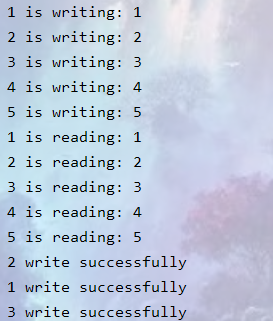 1 is writing: 1
2 is writing: 2
3 is writing: 3
4 is writing: 4
5 is writing: 5
1 is reading: 1
2 is reading: 2
3 is reading: 3
4 is reading: 4
5 is reading: 5
2 write successfully
1 write successfully
3 write successfully